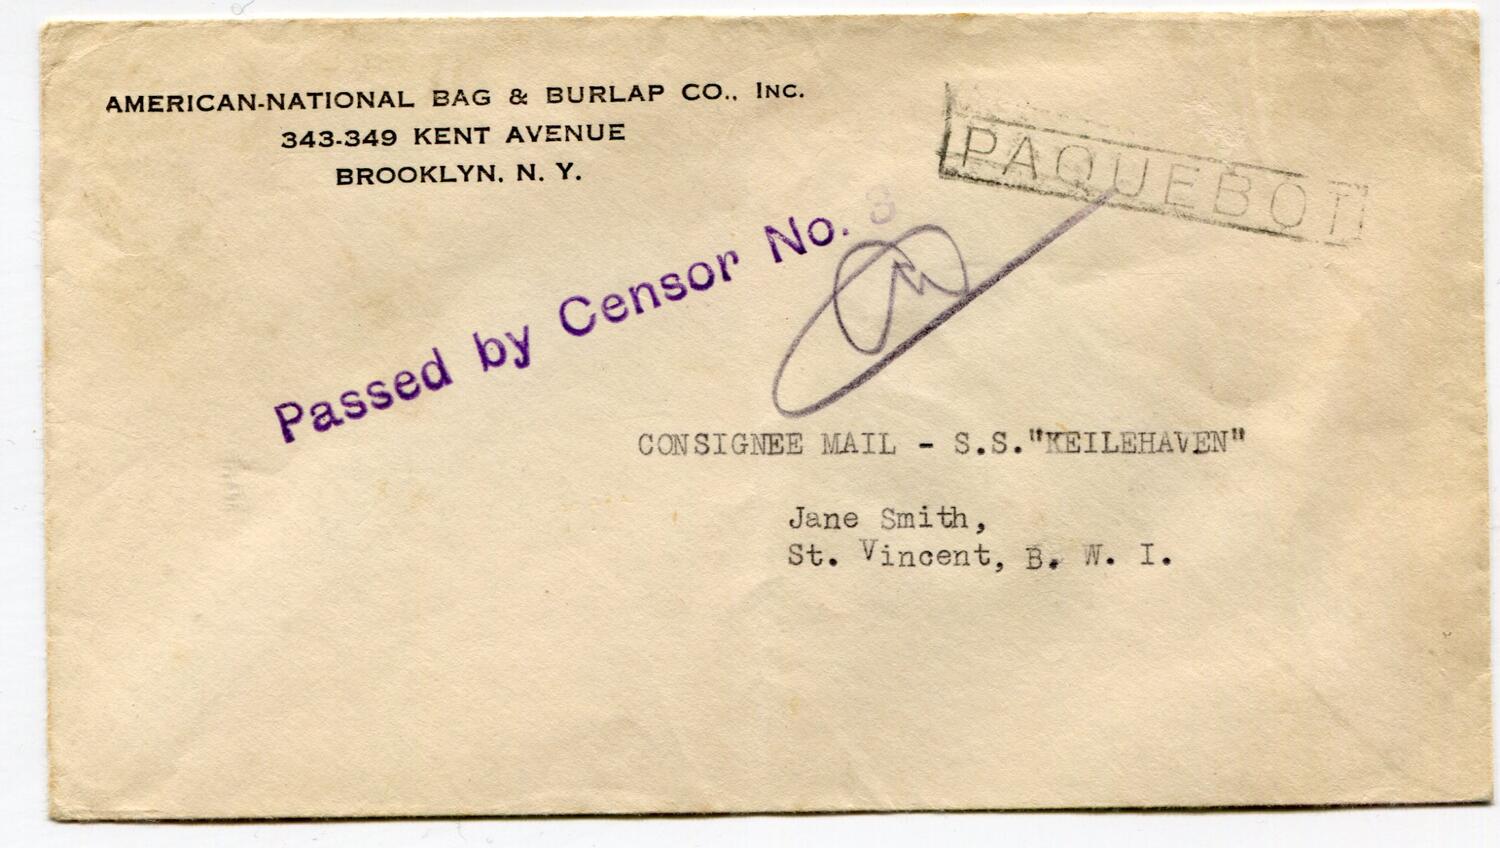 AMERICAN-NATIONAL BAG & BURLAP CO., INC.
343-349 KENT AVENUE
BROOKLYN, N. Y.
PAQUEBOT
Passed by Censor No. 3
CONSIGNEE MAIL - S.S."KEILEHAVEN"
Jane Smith,
St. Vincent, B. W. I.